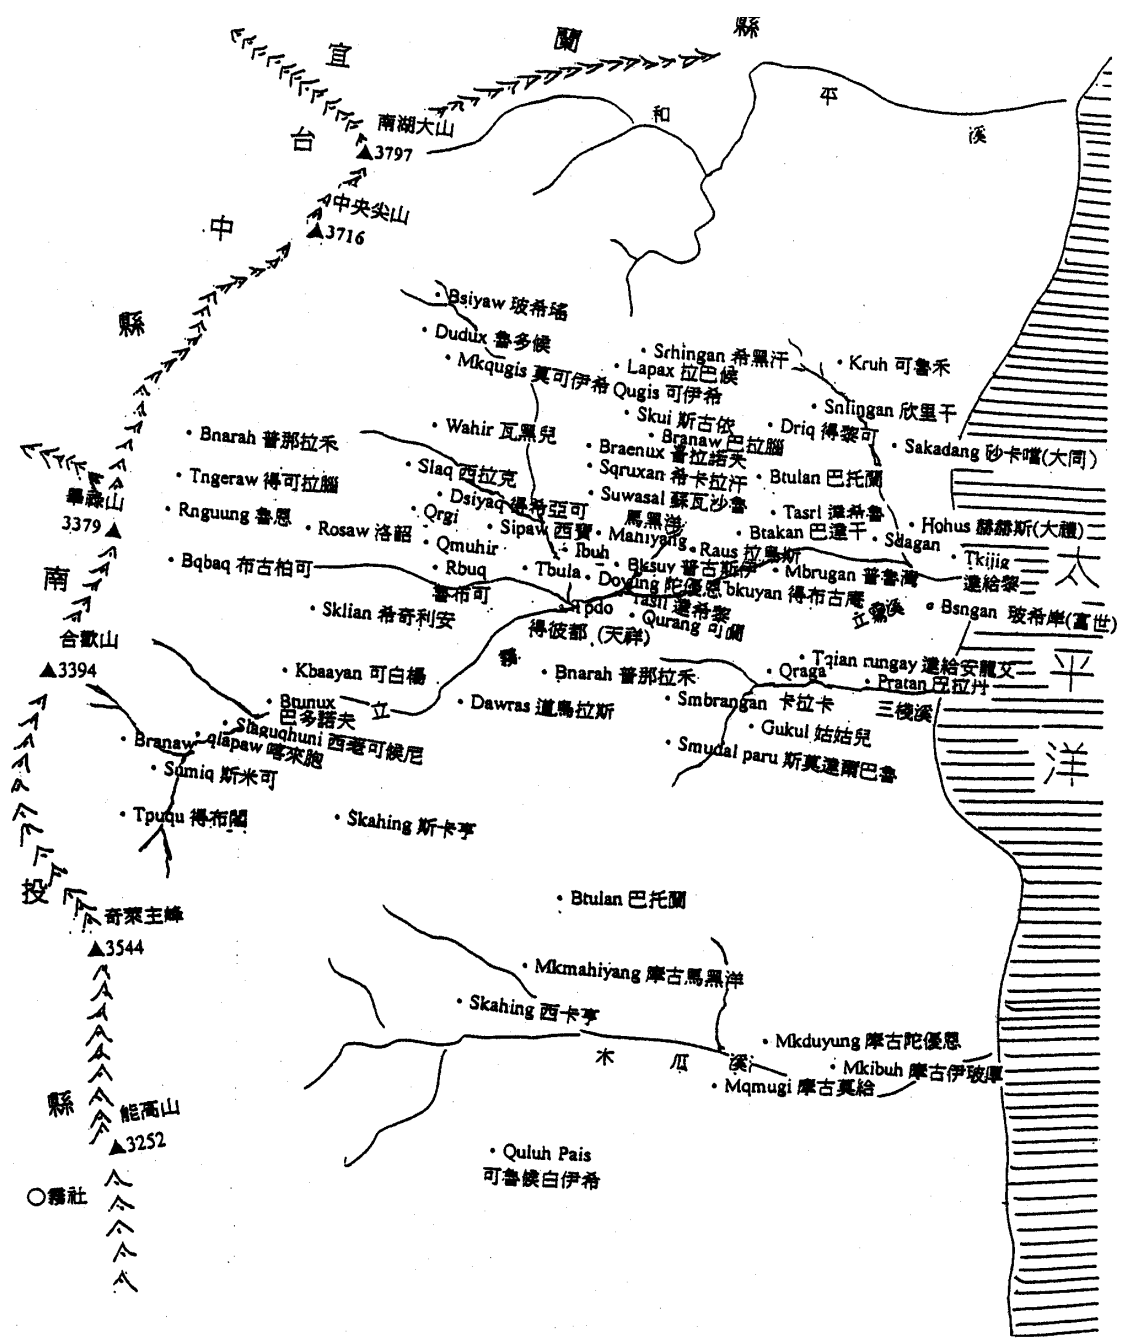 宜蘭縣
和平溪
南湖大山
▲3797
台中縣
中央尖山
▲3716
Bsiyaw 玻希瑤
Dudux 魯多候
Mkqugis 莫可伊希
Srhingan 希黑汗
Lapax 拉巴候
Qugis 可伊希
Kruh 可魯禾
Skui 斯古依
Snlingan 欣里干
Wahir 瓦黑兒
Branaw 巴拉腦
Driq 得黎可
Bnarah 普那拉禾
Braenux 普拉諾夫
Sakadang 砂卡噹(大同)
Slaq 西拉克
Sqruxan 希卡拉汗
Btulan 巴托蘭
Tngeraw 得可拉腦
Dsiyaq 得希亞可
Suwasal 蘇瓦沙魯
畢祿山
3379▲
Rnguung 魯恩
Qrgi
Tasrl 達希魯
Rosaw 洛韶
Sipaw 西寶
馬黑洋
Mahiyang
Btakan 巴達干
Hohus 赫赫斯(大禮)
Qmuhir
Ibuh
Raus 拉烏斯
Sdagan
Tkijig
達給黎
Bqbaq 布古柏可
Rbuq
魯布可
Tbula
Bksuy 普古斯伊
Mbrugan 普魯灣
Doyung 陀優恩
bkuyan 得布古庵
太平洋
南投縣
Sklian 希奇利安
Tpdo
得彼都 (天祥)
Tasil 達希黎
Qurang 可蘭
立霧溪
Bsngan 玻希岸(富世)
合歡山
▲3394
Kbaayan 可白楊
霧
立
Bnarah 普那拉禾
Qraga
Pratan 巴拉丹
Btunux
巴多諾夫
Dawras 道烏拉斯
Smbrangan 卡拉卡
三棧溪
Branaw
Gukul 姑姑兒
Smudal paru 斯莫達爾巴魯
Sumiq 斯米可
Tpuqu 得布閣
Skahing 斯卡亨
奇萊主峰
▲3544
Btulan 巴托蘭
Mkmahiyang 摩古馬黑洋
Skahing 西卡亨
木瓜溪
Mkduyung 摩古陀優恩
Mkibuh 摩古伊玻厚
Mqmugi 摩古莫給
能高山
▲3252
Quluh Pais
可魯候白伊希
○霧社